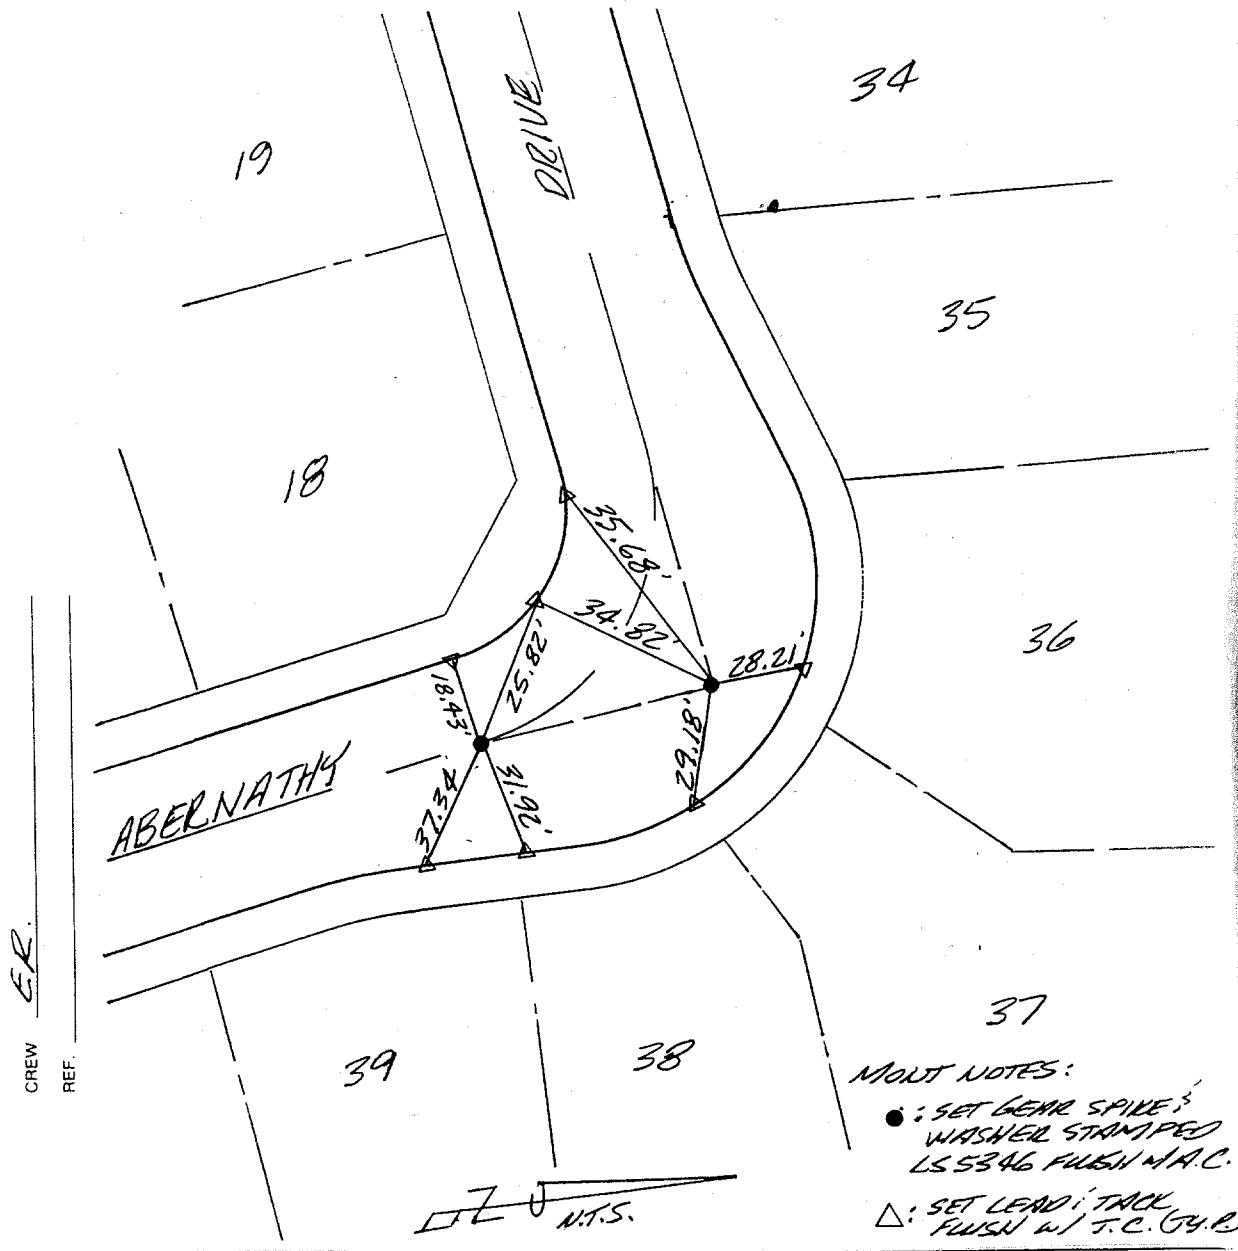 34
19
DRIVE
35
18
35.68'
34.82'
36
28.21'
25.82'
18.43'
29.18'
ABERNATHY
37.34
31.92'
CREW E.R.
REF.
37
39
38
MONT NOTES:
● : SET GEAR SPIKE &
WASHER STAMPED
LS 5346 FLUSH W/ A.C.
△ : SET LEAD & TACK
FLUSH W/ T.C. (TYP.
N.T.S.